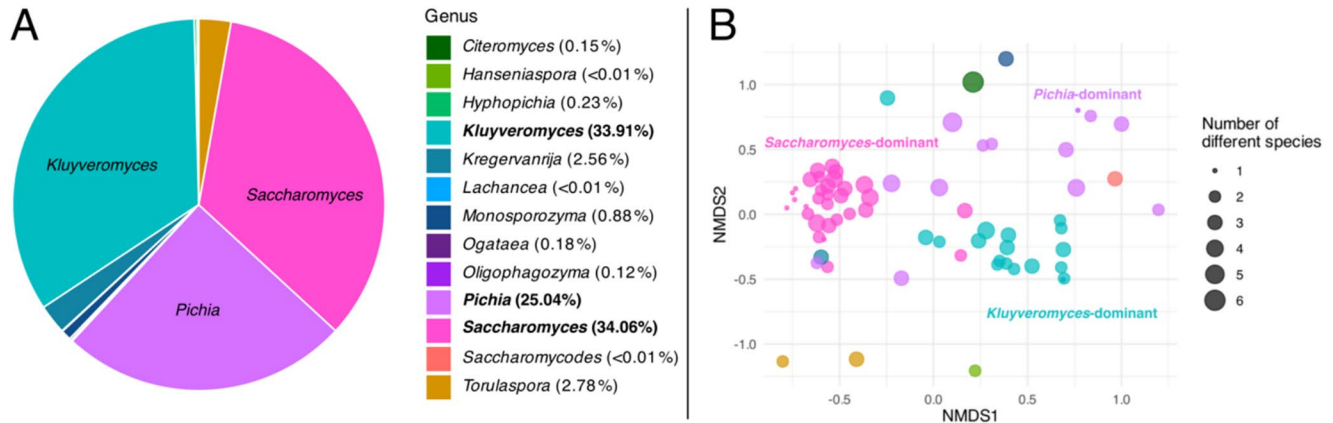 A
Kluyveromyces
Saccharomyces
Pichia
Genus
Citeromyces (0.15%)
Hanseniaspora (<0.01%)
Hyphopichia (0.23%)
Kluyveromyces (33.91%)
Kregervanrija (2.56%)
Lachancea (<0.01%)
Monosporozyma (0.88%)
Ogataea (0.18%)
Oligophagozyma (0.12%)
Pichia (25.04%)
Saccharomyces (34.06%)
Saccharomycodes (<0.01%)
Torulaspora (2.78%)
B
NMDS2
1.0
0.5
0.0
-0.5
-1.0
Pichia-dominant
Saccharomyces-dominant
Kluyveromyces-dominant
-0.5 0.0 0.5 1.0
NMDS1
Number of
different species
1
2
3
4
5
6